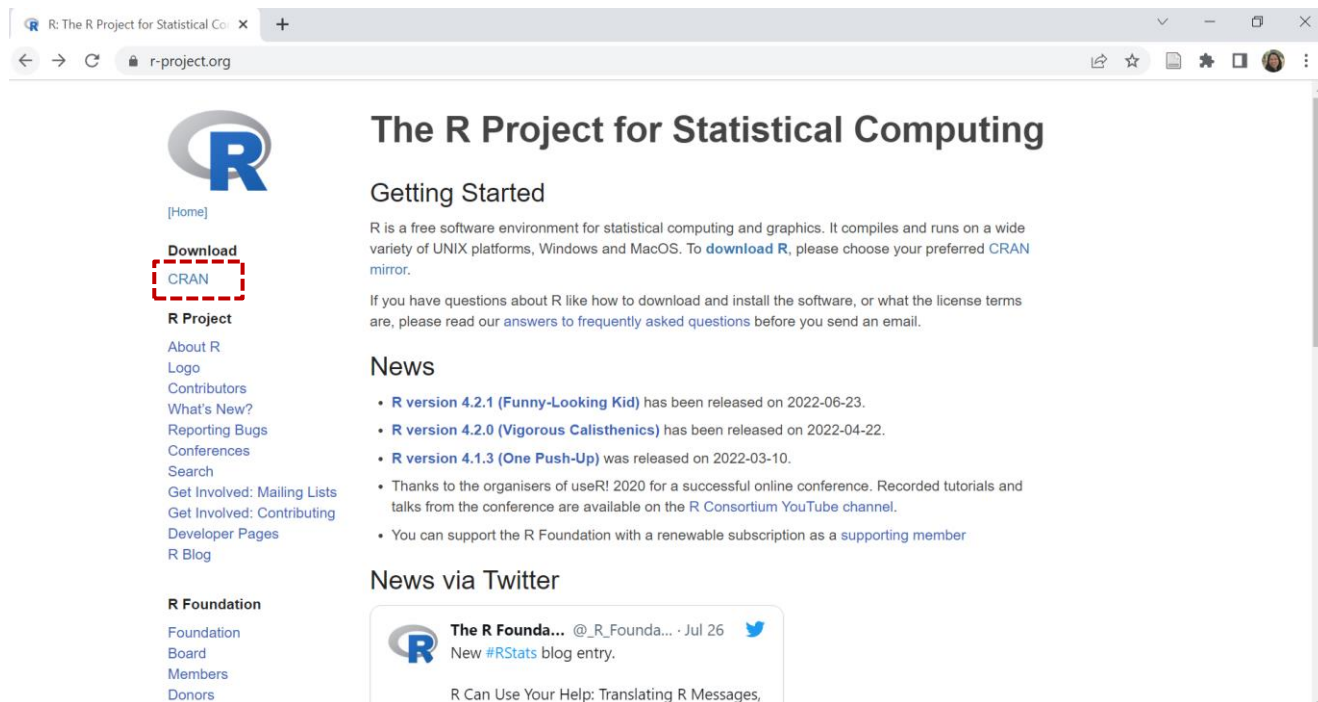 R: The R Project for Statistical Co
r-project.org
R
[Home]
Download
CRAN
R Project
About R
Logo
Contributors
What's New?
Reporting Bugs
Conferences
Search
Get Involved: Mailing Lists
Get Involved: Contributing
Developer Pages
R Blog
R Foundation
Foundation
Board
Members
Donors
The R Project for Statistical Computing
Getting Started
R is a free software environment for statistical computing and graphics. It compiles and runs on a wide
variety of UNIX platforms, Windows and MacOS. To download R, please choose your preferred CRAN
mirror.
If you have questions about R like how to download and install the software, or what the license terms
are, please read our answers to frequently asked questions before you send an email.
News
• R version 4.2.1 (Funny-Looking Kid) has been released on 2022-06-23.
• R version 4.2.0 (Vigorous Calisthenics) has been released on 2022-04-22.
• R version 4.1.3 (One Push-Up) was released on 2022-03-10.
• Thanks to the organisers of useR! 2020 for a successful online conference. Recorded tutorials and
talks from the conference are available on the R Consortium YouTube channel.
• You can support the R Foundation with a renewable subscription as a supporting member
News via Twitter
R
The R Founda... @_R_Founda... · Jul 26
New #RStats blog entry.
R Can Use Your Help: Translating R Messages,